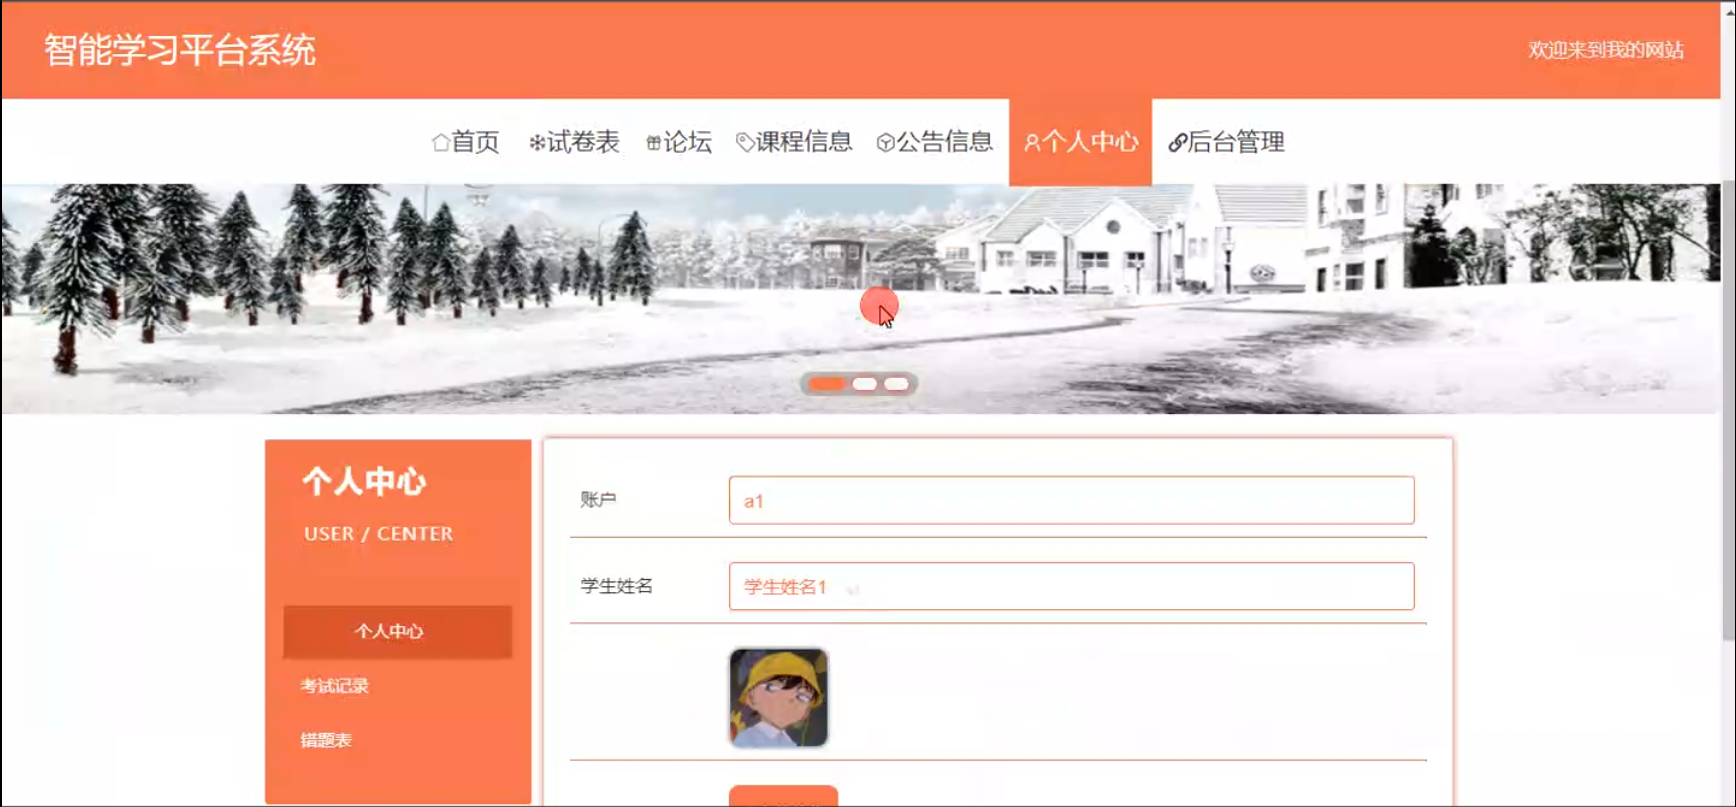 智能学习平台系统
欢迎来到我的网站
首页 试卷表 论坛 课程信息 公告信息 个人中心 后台管理
个人中心
USER / CENTER
个人中心
考试记录
错题表
账户 a1
学生姓名 学生姓名1